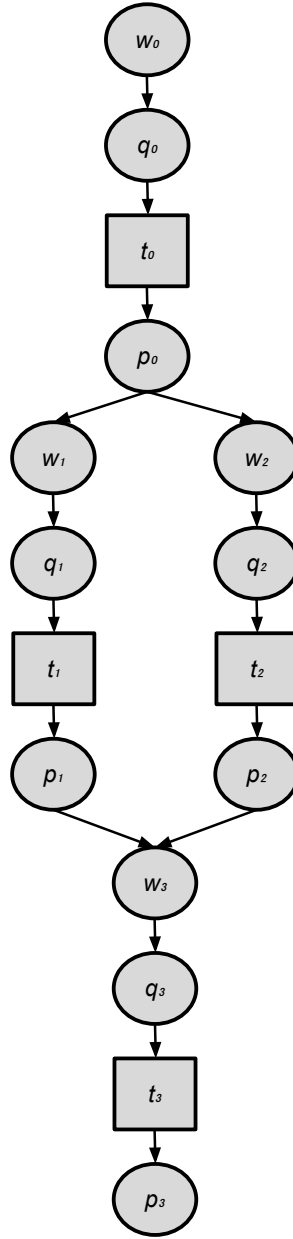 w₀
q₀
t₀
p₀
w₁ w₂
q₁ q₂
t₁ t₂
p₁ p₂
w₃
q₃
t₃
p₃